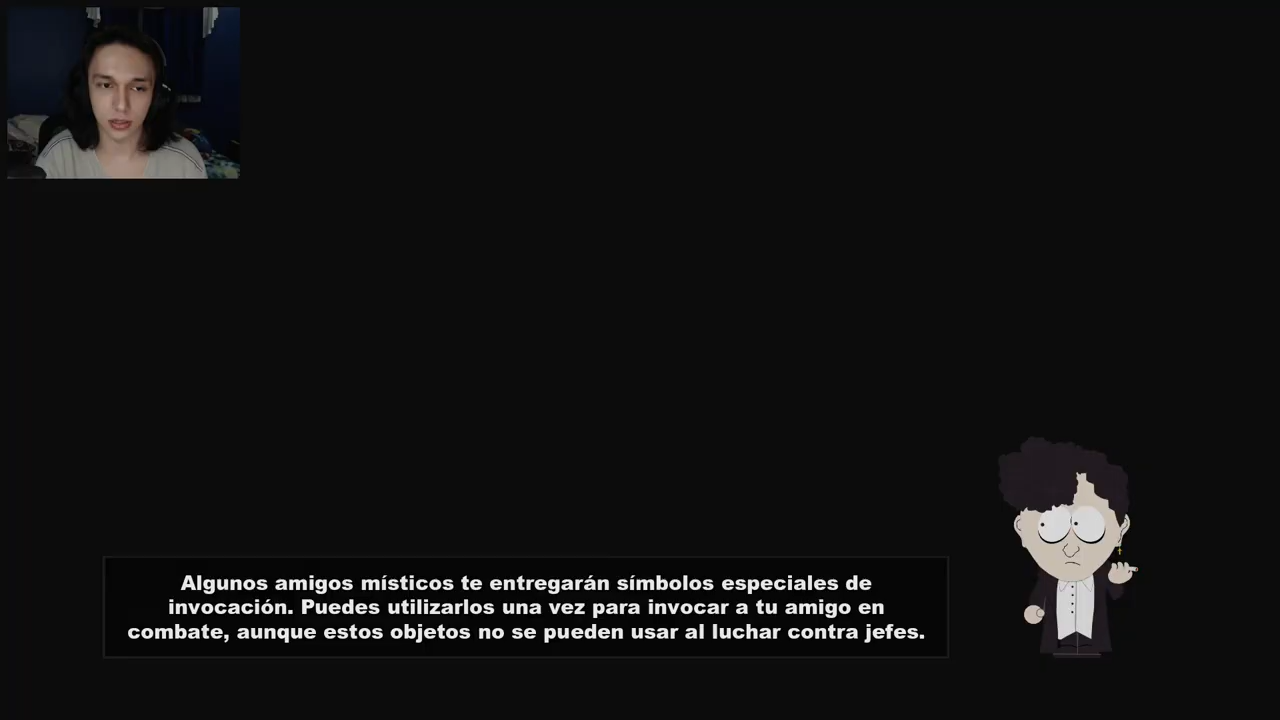 Algunos amigos místicos te entregarán símbolos especiales de
invocación. Puedes utilizarlos una vez para invocar a tu amigo en
combate, aunque estos objetos no se pueden usar al luchar contra jefes.